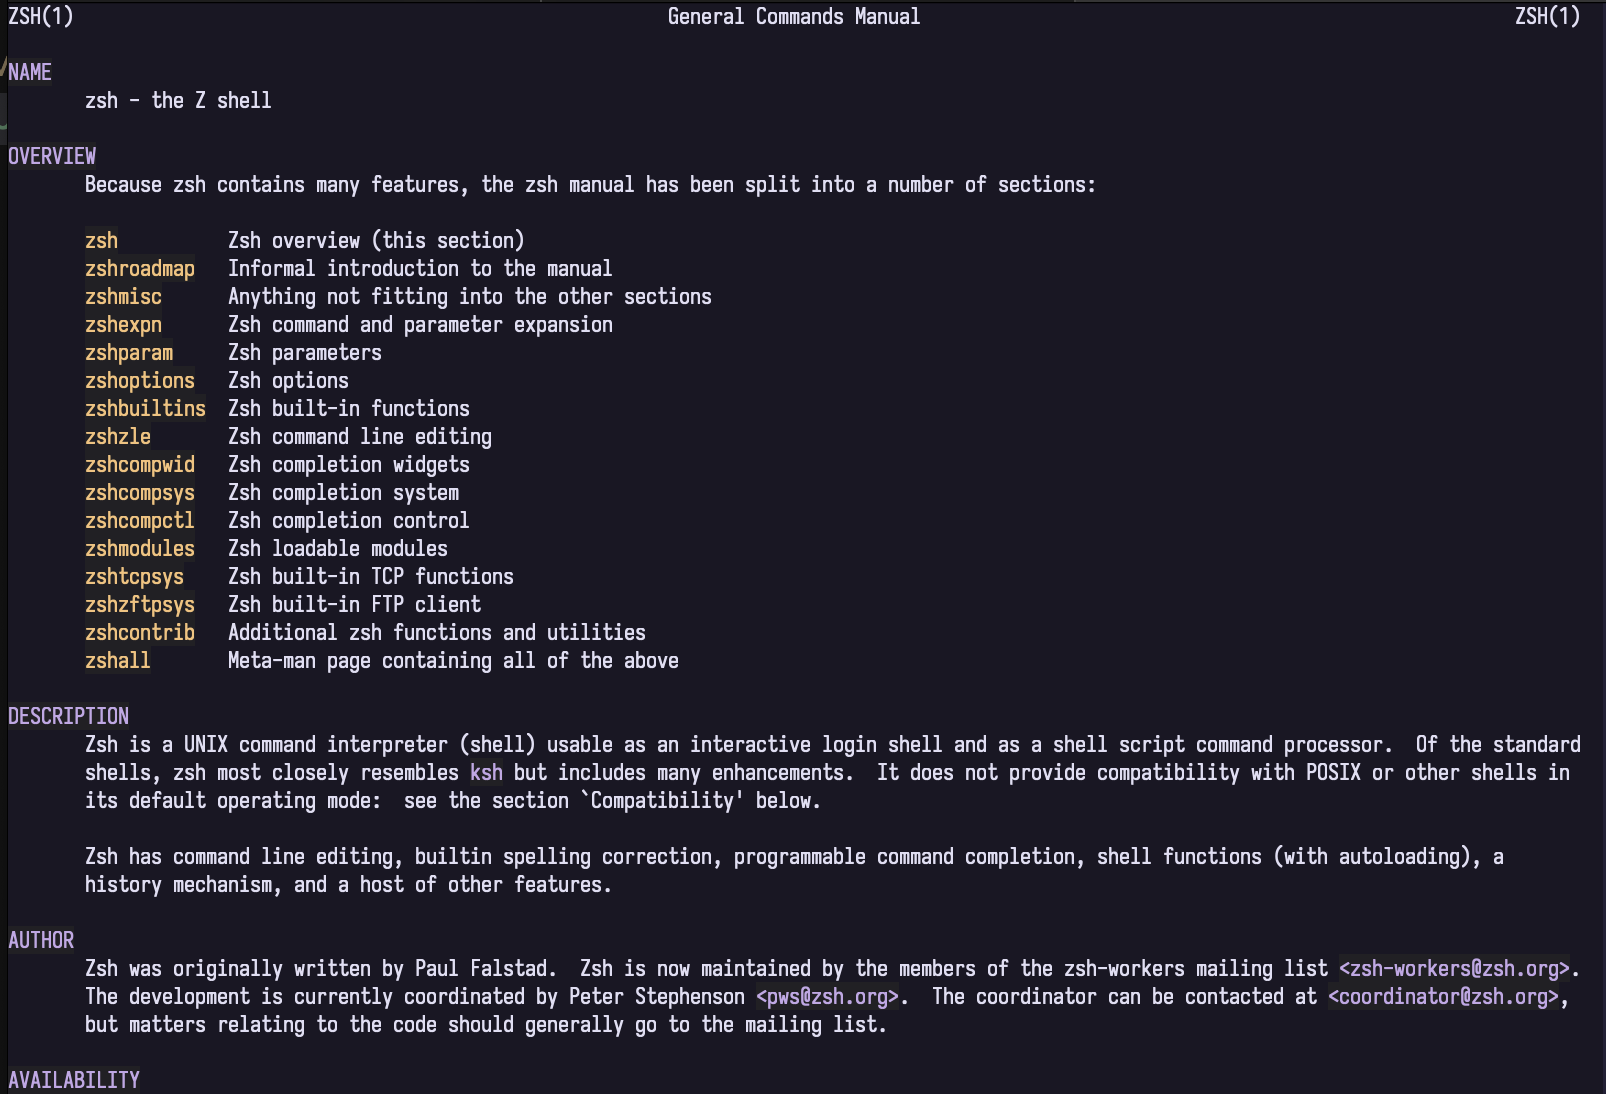 ZSH(1) General Commands Manual ZSH(1)
NAME
zsh - the Z shell
OVERVIEW
Because zsh contains many features, the zsh manual has been split into a number of sections:
zsh Zsh overview (this section)
zshroadmap Informal introduction to the manual
zshmisc Anything not fitting into the other sections
zshexpn Zsh command and parameter expansion
zshparam Zsh parameters
zshoptions Zsh options
zshbuiltins Zsh built-in functions
zshzle Zsh command line editing
zshcompwid Zsh completion widgets
zshcompsys Zsh completion system
zshcompctl Zsh completion control
zshmodules Zsh loadable modules
zshtcpsys Zsh built-in TCP functions
zshzftpsys Zsh built-in FTP client
zshcontrib Additional zsh functions and utilities
zshall Meta-man page containing all of the above
DESCRIPTION
Zsh is a UNIX command interpreter (shell) usable as an interactive login shell and as a shell script command processor.  Of the standard
shells, zsh most closely resembles ksh but includes many enhancements.  It does not provide compatibility with POSIX or other shells in
its default operating mode:  see the section `Compatibility' below.
Zsh has command line editing, builtin spelling correction, programmable command completion, shell functions (with autoloading), a
history mechanism, and a host of other features.
AUTHOR
Zsh was originally written by Paul Falstad.  Zsh is now maintained by the members of the zsh-workers mailing list <zsh-workers@zsh.org>.
The development is currently coordinated by Peter Stephenson <pws@zsh.org>.  The coordinator can be contacted at <coordinator@zsh.org>,
but matters relating to the code should generally go to the mailing list.
AVAILABILITY